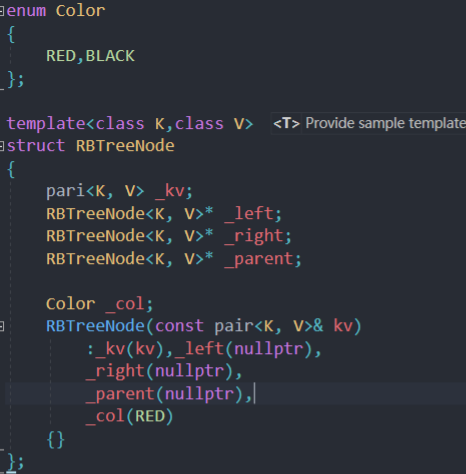 enum Color
{
RED,BLACK
};
template<class K,class V> <T> Provide sample template
struct RBTreeNode
{
pari<K, V> _kv;
RBTreeNode<K, V>* _left;
RBTreeNode<K, V>* _right;
RBTreeNode<K, V>* _parent;
Color _col;
RBTreeNode(const pair<K, V>& kv)
:_kv(kv),_left(nullptr),
_right(nullptr),
_parent(nullptr),
_col(RED)
{}
};